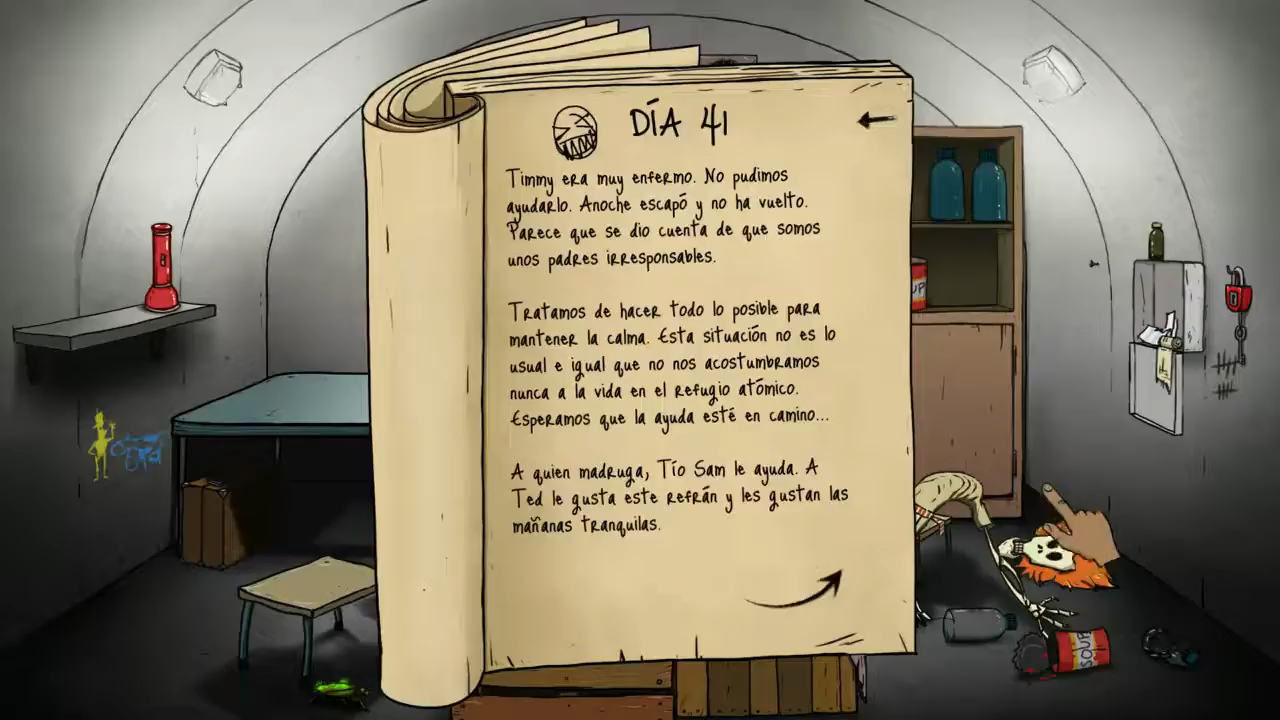 DÍA 41
Timmy era muy enfermo. No pudimos
ayudarlo. Anoche escapó y no ha vuelto.
Parece que se dio cuenta de que somos
unos padres irresponsables.
Tratamos de hacer todo lo posible para
mantener la calma. Esta situación no es lo
usual e igual que no nos acostumbramos
nunca a la vida en el refugio atómico.
Esperamos que la ayuda esté en camino...
A quien madruga, Tío Sam le ayuda. A
Ted le gusta este refrán y les gustan las
mañanas tranquilas.
UP
SOUP